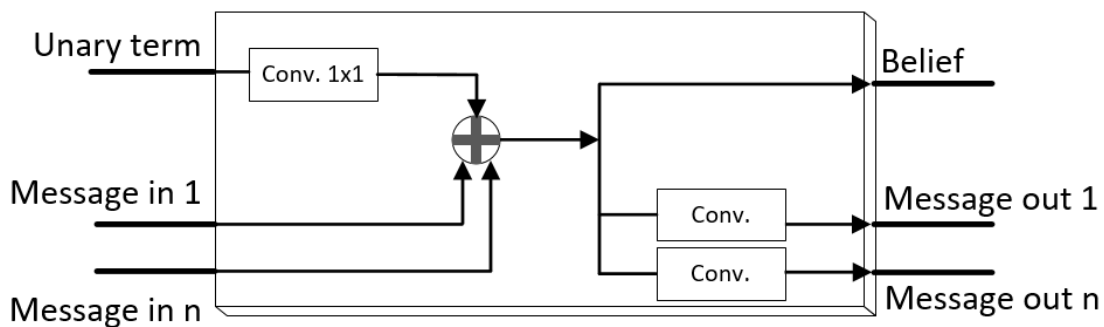 Unary term
Conv. 1x1
Belief
Message in 1
Conv.
Message out 1
Conv.
Message in n
Message out n